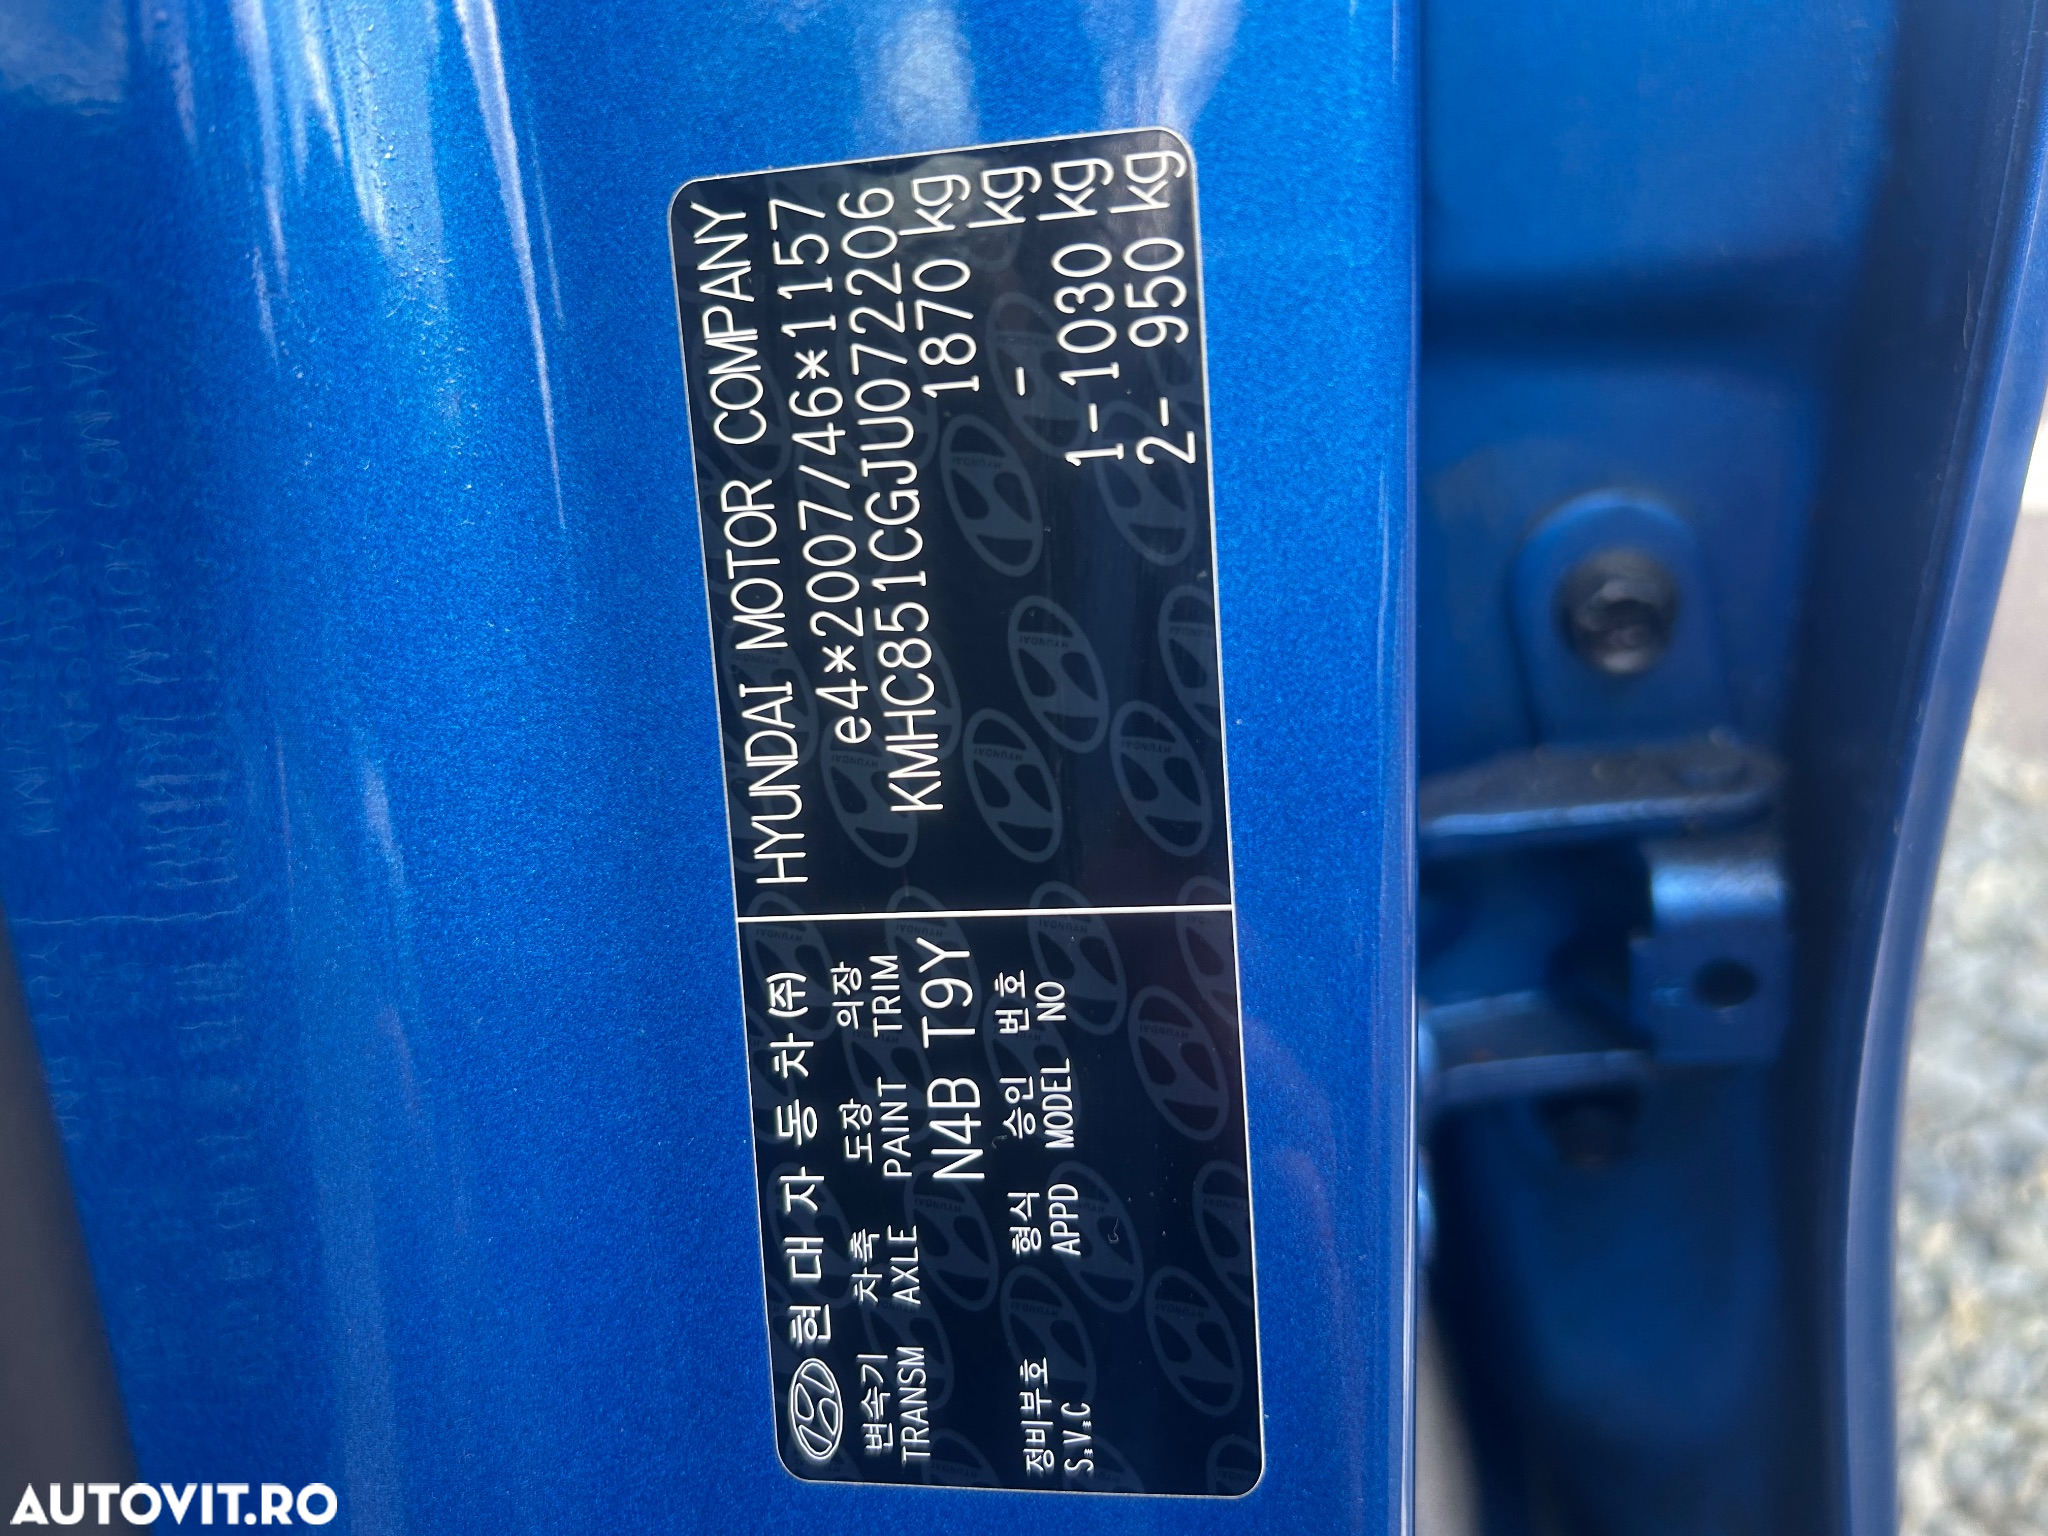 현대자동차(주)
변속기 차축 도장 의장
TRANSM AXLE PAINT TRIM
N4B T9Y
정비부호 형식 승인 번호
S.V.C APPD MODEL NO
HYUNDAI MOTOR COMPANY
e4*2007/46*1157
KMHC851CGJU072206
1870 kg
- kg
1-1030 kg
2- 950 kg
AUTOVIT.RO